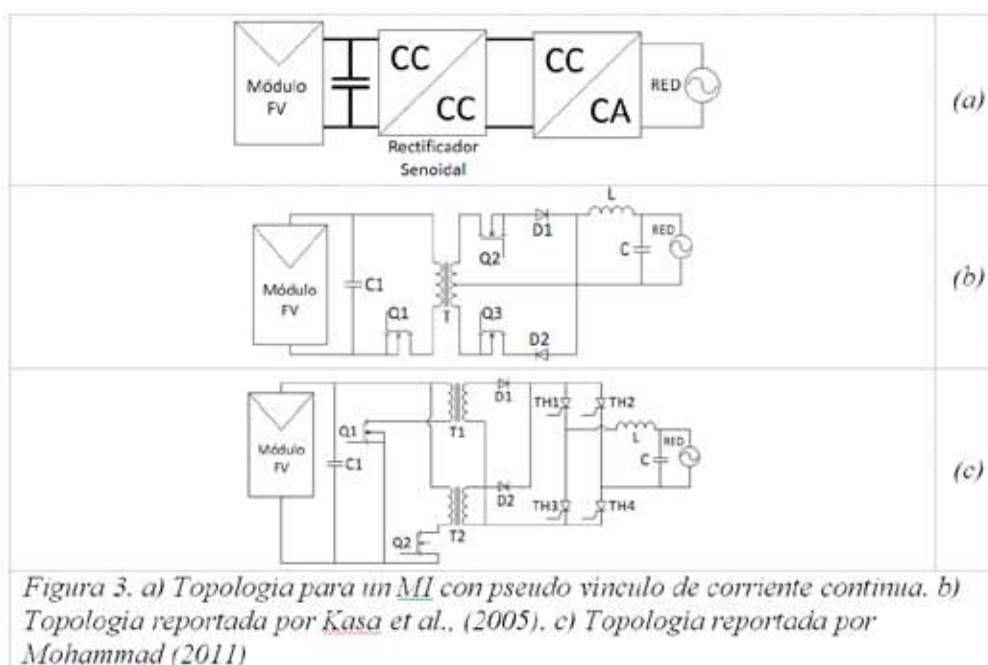 Módulo
FV
CC
CC
Rectificador
Senoidal
CC
CA
RED
(a)
Módulo
FV
C1
Q1
T
Q2
D1
Q3
D2
L
C
RED
(b)
Módulo
FV
C1
Q1
Q2
T1
T2
D1
D2
TH1
TH2
TH3
TH4
L
C
RED
(c)
Figura 3. a) Topologia para un MI con pseudo vinculo de corriente continua. b)
Topologia reportada por Kasa et al., (2005). c) Topología reportada por
Mohammad (2011)